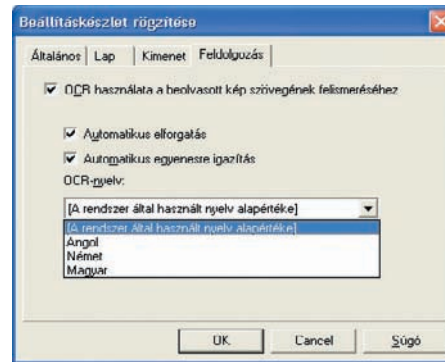 Beállításkészlet rögzítése
Általános Lap Kimenet Feldolgozás
OCR használata a beolvasott kép szövegének felismeréséhez
Automatikus elforgatás
Automatikus egyenesre igazítás
OCR-nyelv:
[A rendszer által használt nyelv alapértéke]
[A rendszer által használt nyelv alapértéke]
Angol
Német
Magyar
OK Cancel Súgó